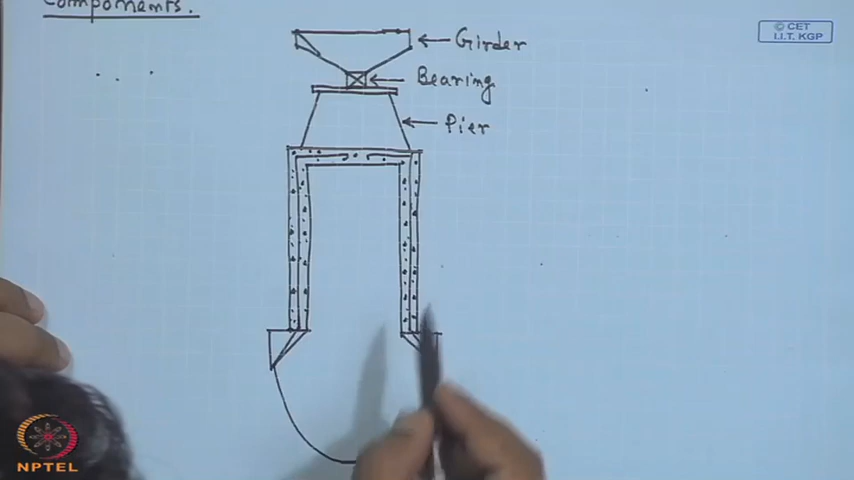 Components.
© CET
I.I.T. KGP
Girder
Bearing
Pier
NPTEL